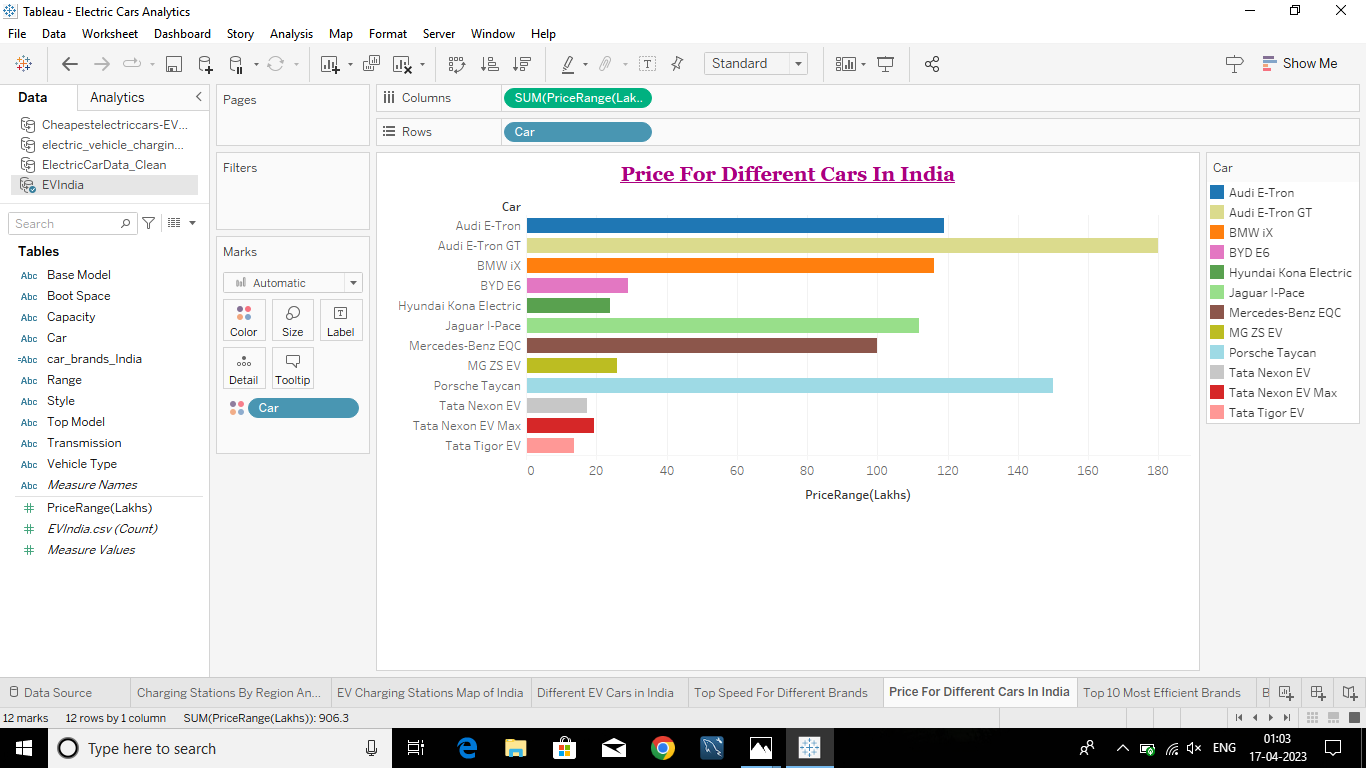 Tableau - Electric Cars Analytics
File Data Worksheet Dashboard Story Analysis Map Format Server Window Help
Standard
Show Me
Data Analytics
Cheapestelectriccars-EV...
electric_vehicle_chargin...
ElectricCarData_Clean
EVIndia
Search
Tables
Abc Base Model
Abc Boot Space
Abc Capacity
Abc Car
=Abc car_brands_India
Abc Range
Abc Style
Abc Top Model
Abc Transmission
Abc Vehicle Type
Abc Measure Names
# PriceRange(Lakhs)
# EVIndia.csv (Count)
# Measure Values
Pages
Filters
Marks
Automatic
Color Size Label
Detail Tooltip
Car
Columns SUM(PriceRange(Lak..
Rows Car
Price For Different Cars In India
Car
Audi E-Tron
Audi E-Tron GT
BMW iX
BYD E6
Hyundai Kona Electric
Jaguar I-Pace
Mercedes-Benz EQC
MG ZS EV
Porsche Taycan
Tata Nexon EV
Tata Nexon EV Max
Tata Tigor EV
0 20 40 60 80 100 120 140 160 180
PriceRange(Lakhs)
Car
Audi E-Tron
Audi E-Tron GT
BMW iX
BYD E6
Hyundai Kona Electric
Jaguar I-Pace
Mercedes-Benz EQC
MG ZS EV
Porsche Taycan
Tata Nexon EV
Tata Nexon EV Max
Tata Tigor EV
Data Source Charging Stations By Region An... EV Charging Stations Map of India Different EV Cars in India Top Speed For Different Brands Price For Different Cars In India Top 10 Most Efficient Brands B
12 marks 12 rows by 1 column SUM(PriceRange(Lakhs)): 906.3
Type here to search
ENG
01:03
17-04-2023